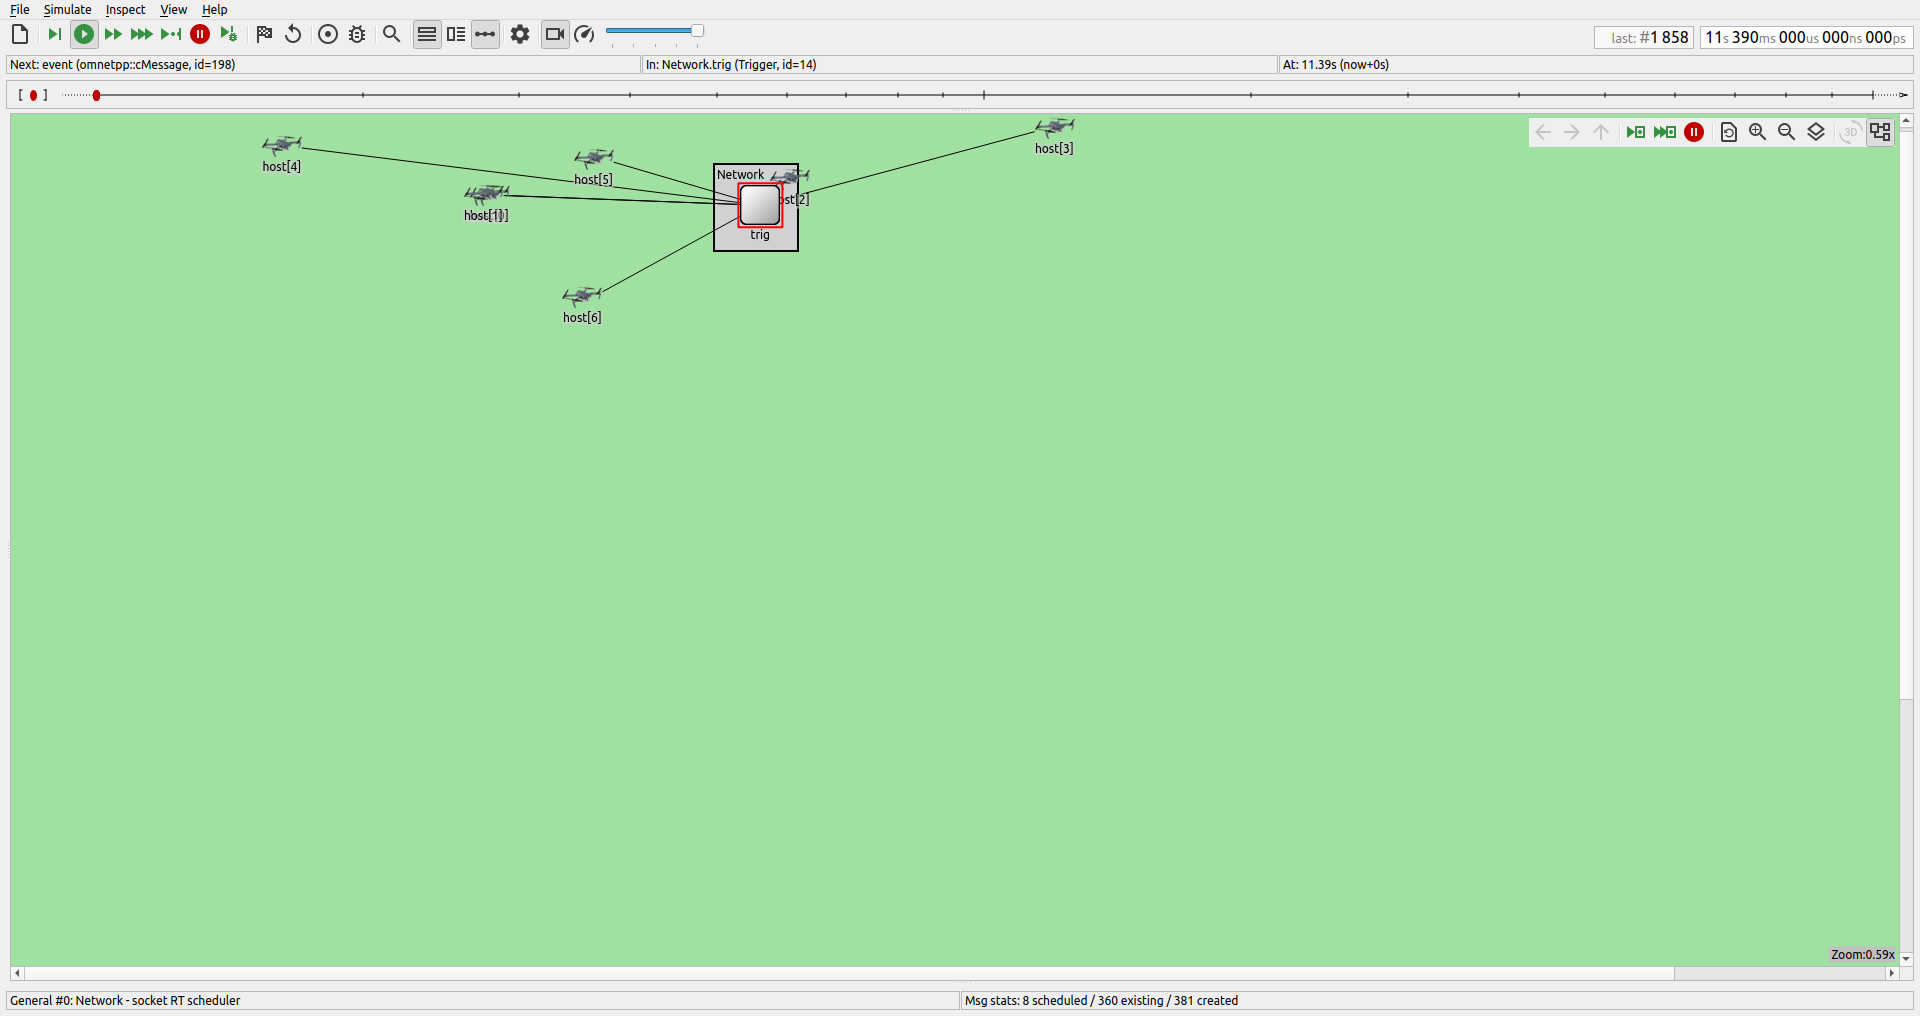 File Simulate Inspect View Help
last: #1 858
11s 390ms 000us 000ns 000ps
Next: event (omnetpp::cMessage, id=198)
In: Network.trig (Trigger, id=14)
At: 11.39s (now+0s)
3D
host[4]
host[5]
host[3]
Network
st[2]
host[1]
trig
host[6]
Zoom:0.59x
General #0: Network - socket RT scheduler
Msg stats: 8 scheduled / 360 existing / 381 created